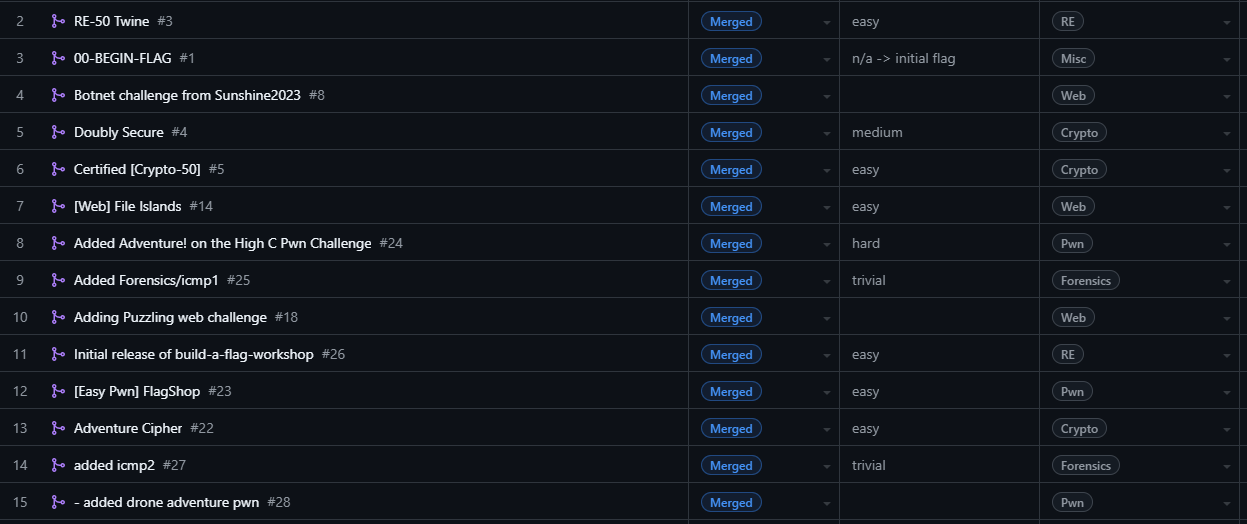 2 RE-50 Twine #3 Merged easy RE
3 00-BEGIN-FLAG #1 Merged n/a -> initial flag Misc
4 Botnet challenge from Sunshine2023 #8 Merged Web
5 Doubly Secure #4 Merged medium Crypto
6 Certified [Crypto-50] #5 Merged easy Crypto
7 [Web] File Islands #14 Merged easy Web
8 Added Adventure! on the High C Pwn Challenge #24 Merged hard Pwn
9 Added Forensics/icmp1 #25 Merged trivial Forensics
10 Adding Puzzling web challenge #18 Merged Web
11 Initial release of build-a-flag-workshop #26 Merged easy RE
12 [Easy Pwn] FlagShop #23 Merged easy Pwn
13 Adventure Cipher #22 Merged easy Crypto
14 added icmp2 #27 Merged trivial Forensics
15 - added drone adventure pwn #28 Merged Pwn